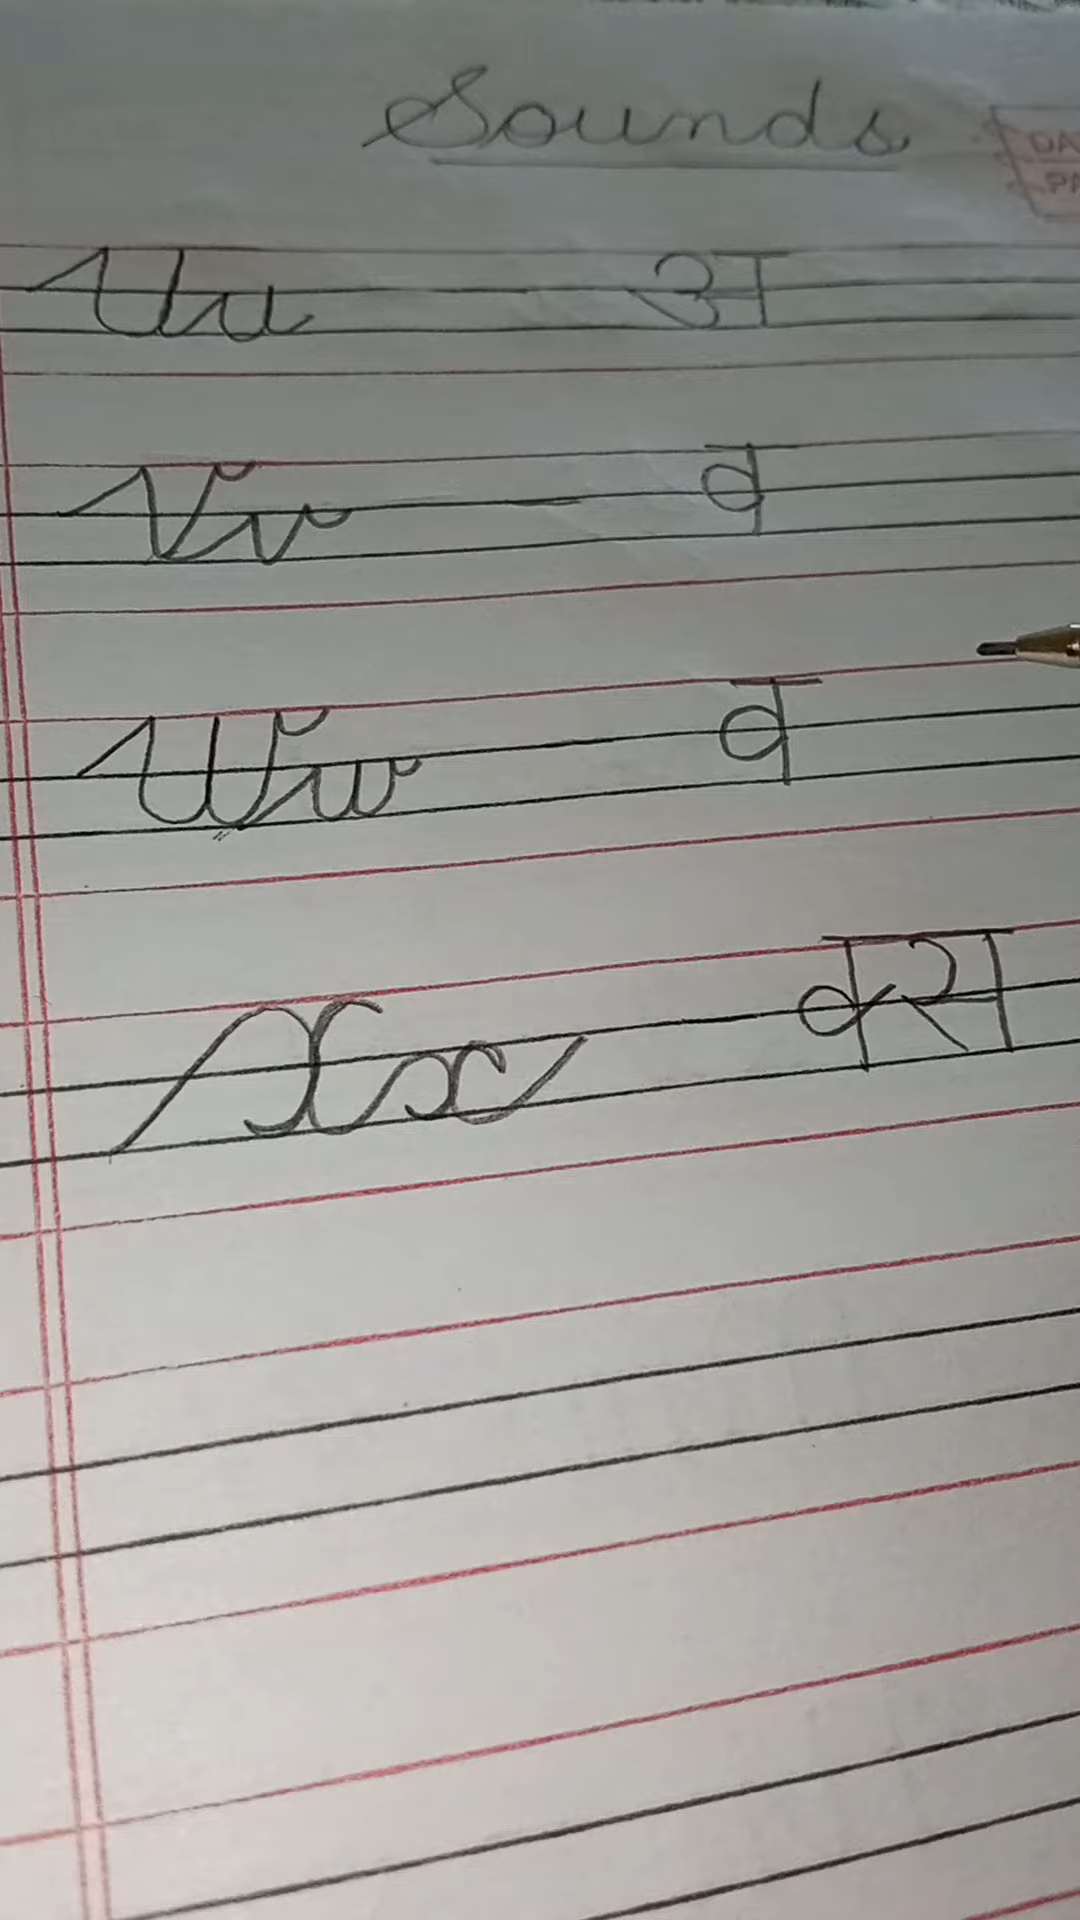 Sounds
Uu — अ
Vv — व
Ww व
Xx — क्स